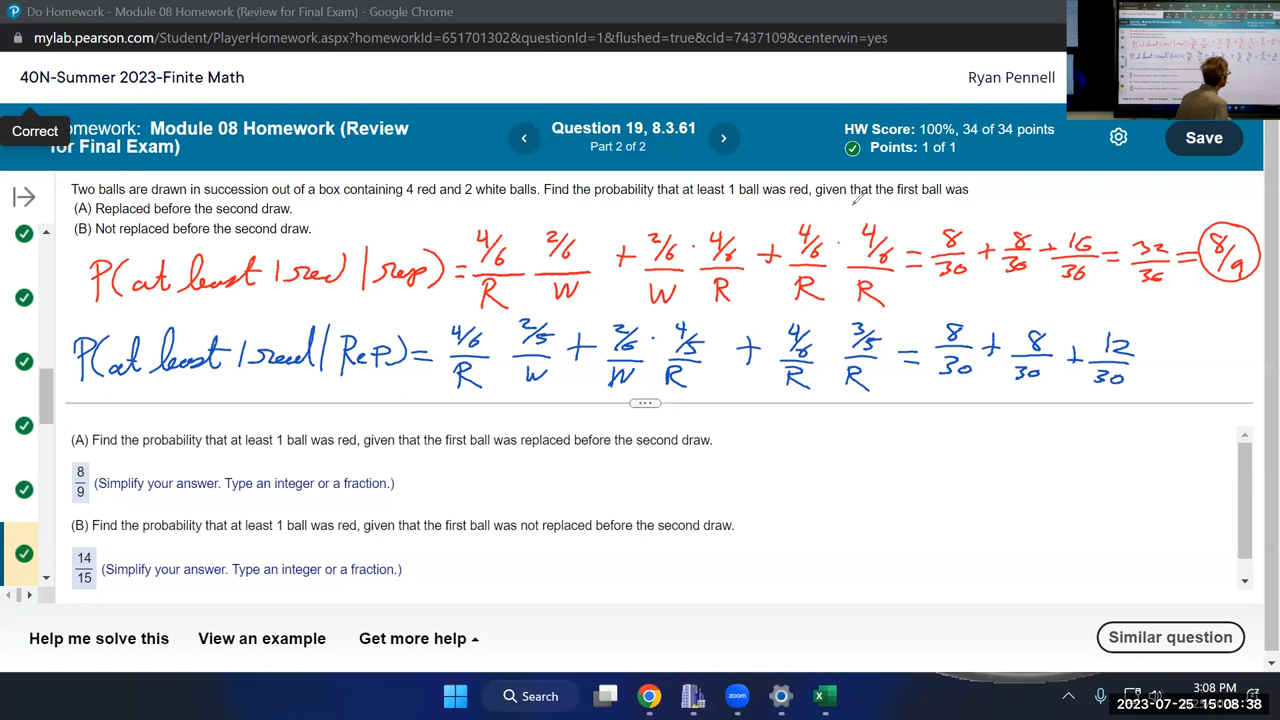 Do Homework - Module 08 Homework (Review for Final Exam) - Google Chrome
mylab.pearson.com/Student/PlayerHomework.aspx?homeworkId=
1&flushed=true
437186&cent
win=yes
40N-Summer 2023-Finite Math
Ryan Pennell
Correct
omework: Module 08 Homework (Review
for Final Exam)
Question 19, 8.3.61
Part 2 of 2
HW Score: 100%, 34 of 34 points
Points: 1 of 1
Save
Two balls are drawn in succession out of a box containing 4 red and 2 white balls. Find the probability that at least 1 ball was red, given that the first ball was
(A) Replaced before the second draw.
(B) Not replaced before the second draw.
P(at least 1 red | rep) = 4/6 R 2/6 W + 2/6 W · 4/6 R + 4/6 R · 4/6 R = 8/36 + 8/36 + 16/36 = 32/36 = 8/9
P(at least 1 red | Rep) = 4/6 R 2/5 W + 2/6 W · 4/5 R + 4/6 R 3/5 R = 8/30 + 8/30 + 12/30
(A) Find the probability that at least 1 ball was red, given that the first ball was replaced before the second draw.
8/9 (Simplify your answer. Type an integer or a fraction.)
(B) Find the probability that at least 1 ball was red, given that the first ball was not replaced before the second draw.
14/15 (Simplify your answer. Type an integer or a fraction.)
Help me solve this
View an example
Get more help
Similar question
Search
zoom
3:08 PM
2023-07-25 15:08:38